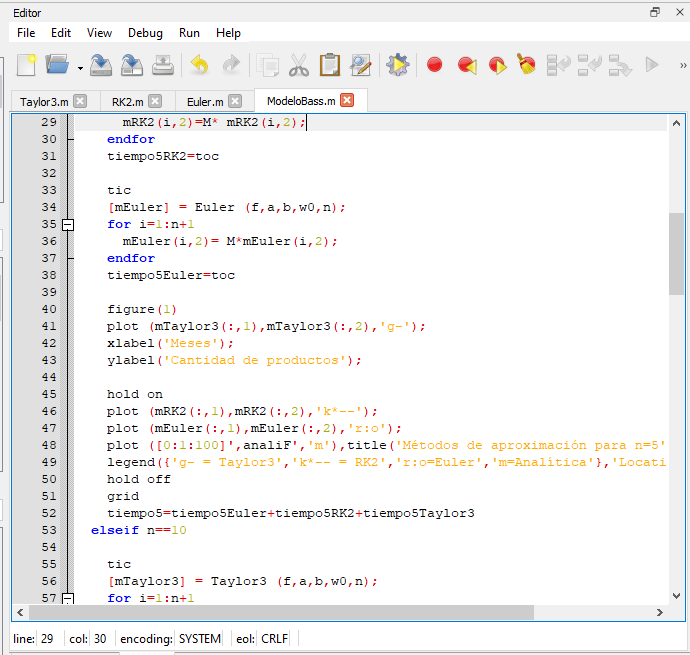 Editor
File Edit View Debug Run Help
Taylor3.m RK2.m Euler.m ModeloBass.m
29 mRK2(i,2)=M* mRK2(i,2);
30 endfor
31 tiempo5RK2=toc
32
33 tic
34 [mEuler] = Euler (f,a,b,w0,n);
35 for i=1:n+1
36 mEuler(i,2)= M*mEuler(i,2);
37 endfor
38 tiempo5Euler=toc
39
40 figure(1)
41 plot (mTaylor3(:,1),mTaylor3(:,2),'g-');
42 xlabel('Meses');
43 ylabel('Cantidad de productos');
44
45 hold on
46 plot (mRK2(:,1),mRK2(:,2),'k*--');
47 plot (mEuler(:,1),mEuler(:,2),'r:o');
48 plot ([0:1:100]',analiF,'m'),title('Métodos de aproximación para n=5'
49 legend({'g- = Taylor3','k*-- = RK2','r:o=Euler','m=Analítica'},'Locati
50 hold off
51 grid
52 tiempo5=tiempo5Euler+tiempo5RK2+tiempo5Taylor3
53 elseif n==10
54
55 tic
56 [mTaylor3] = Taylor3 (f,a,b,w0,n);
57 for i=1:n+1
line: 29 col: 30 encoding: SYSTEM eol: CRLF